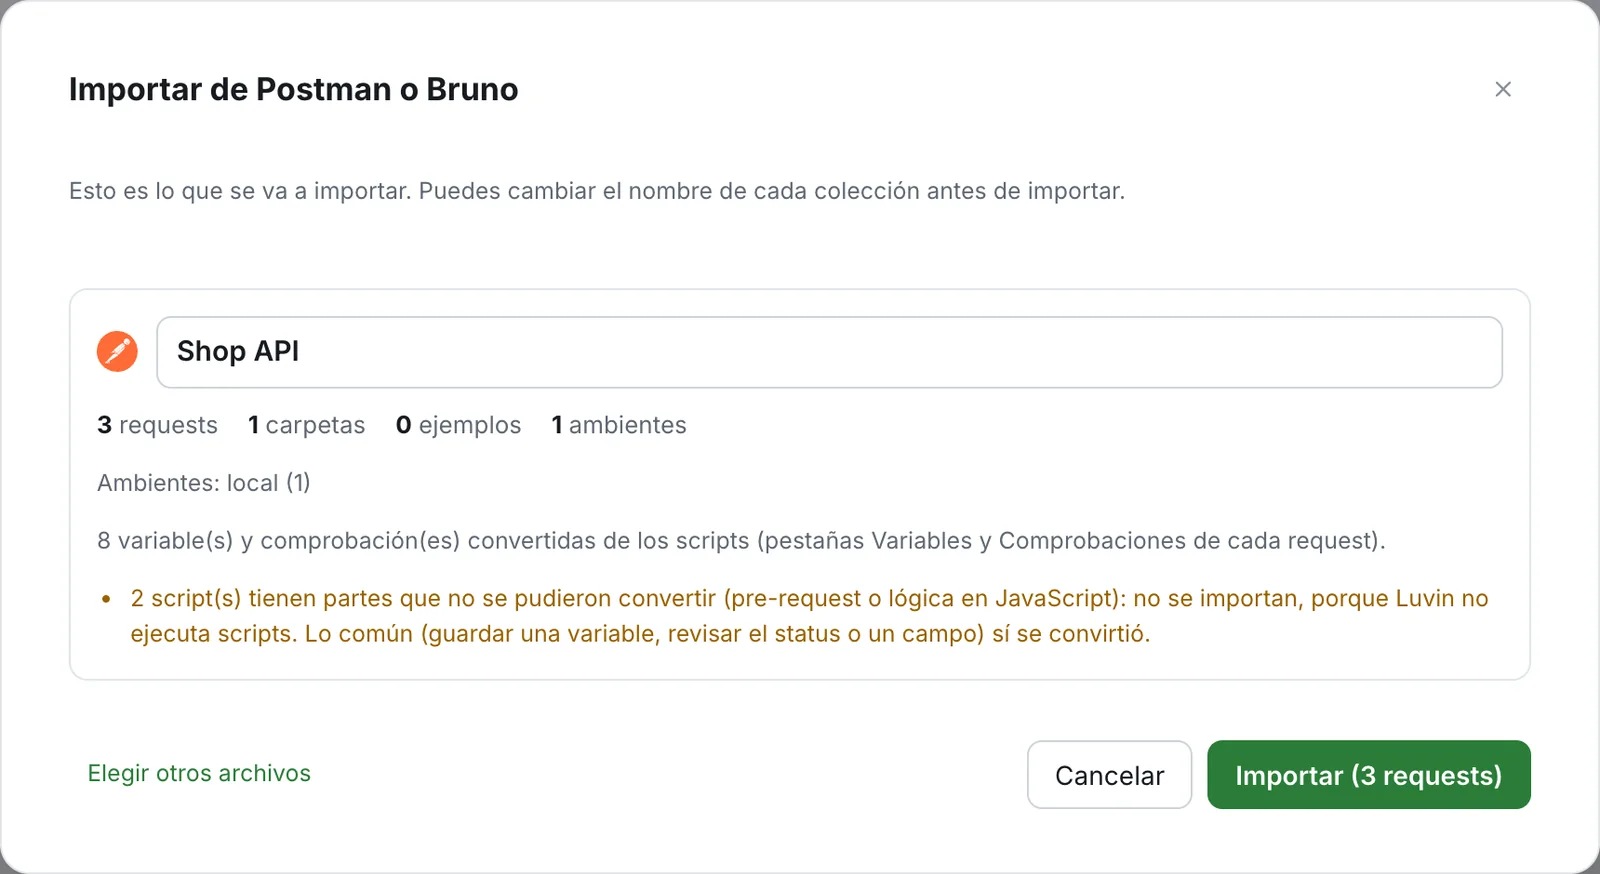 Importar de Postman o Bruno
Esto es lo que se va a importar. Puedes cambiar el nombre de cada colección antes de importar.
Shop API
3 requests 1 carpetas 0 ejemplos 1 ambientes
Ambientes: local (1)
8 variable(s) y comprobación(es) convertidas de los scripts (pestañas Variables y Comprobaciones de cada request).
• 2 script(s) tienen partes que no se pudieron convertir (pre-request o lógica en JavaScript): no se importan, porque Luvin no
ejecuta scripts. Lo común (guardar una variable, revisar el status o un campo) sí se convirtió.
Elegir otros archivos
Cancelar
Importar (3 requests)